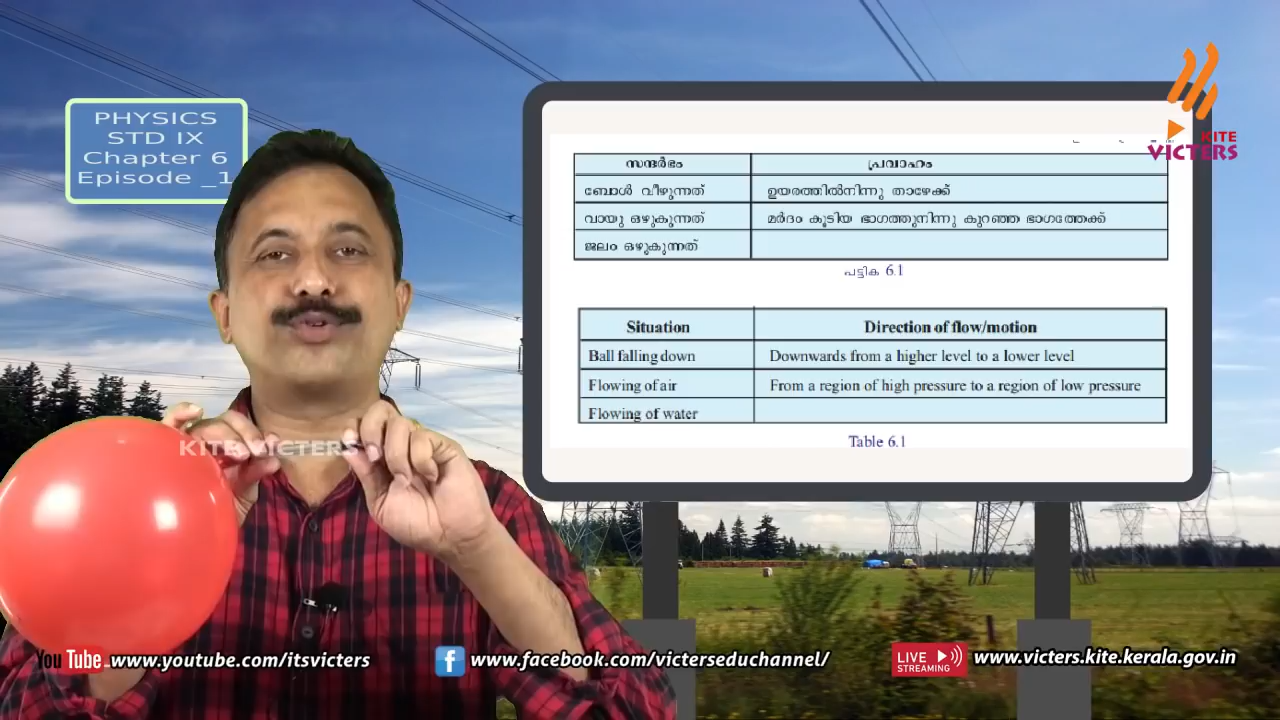 PHYSICS
STD IX
Chapter 6
Episode _1
KITE
VICTERS
സന്ദർഭം പ്രവാഹം
ബോൾ വീഴുന്നത് ഉയരത്തിൽനിന്നു താഴേക്ക്
വായു ഒഴുകുന്നത് മർദം കൂടിയ ഭാഗത്തുനിന്നു കുറഞ്ഞ ഭാഗത്തേക്ക്
ജലം ഒഴുകുന്നത്
പട്ടിക 6.1
Situation Direction of flow/motion
Ball falling down Downwards from a higher level to a lower level
Flowing of air From a region of high pressure to a region of low pressure
Flowing of water
Table 6.1
KITE VICTERS
You Tube www.youtube.com/itsvicters
f www.facebook.com/victerseduchannel/
LIVE STREAMING www.victers.kite.kerala.gov.in